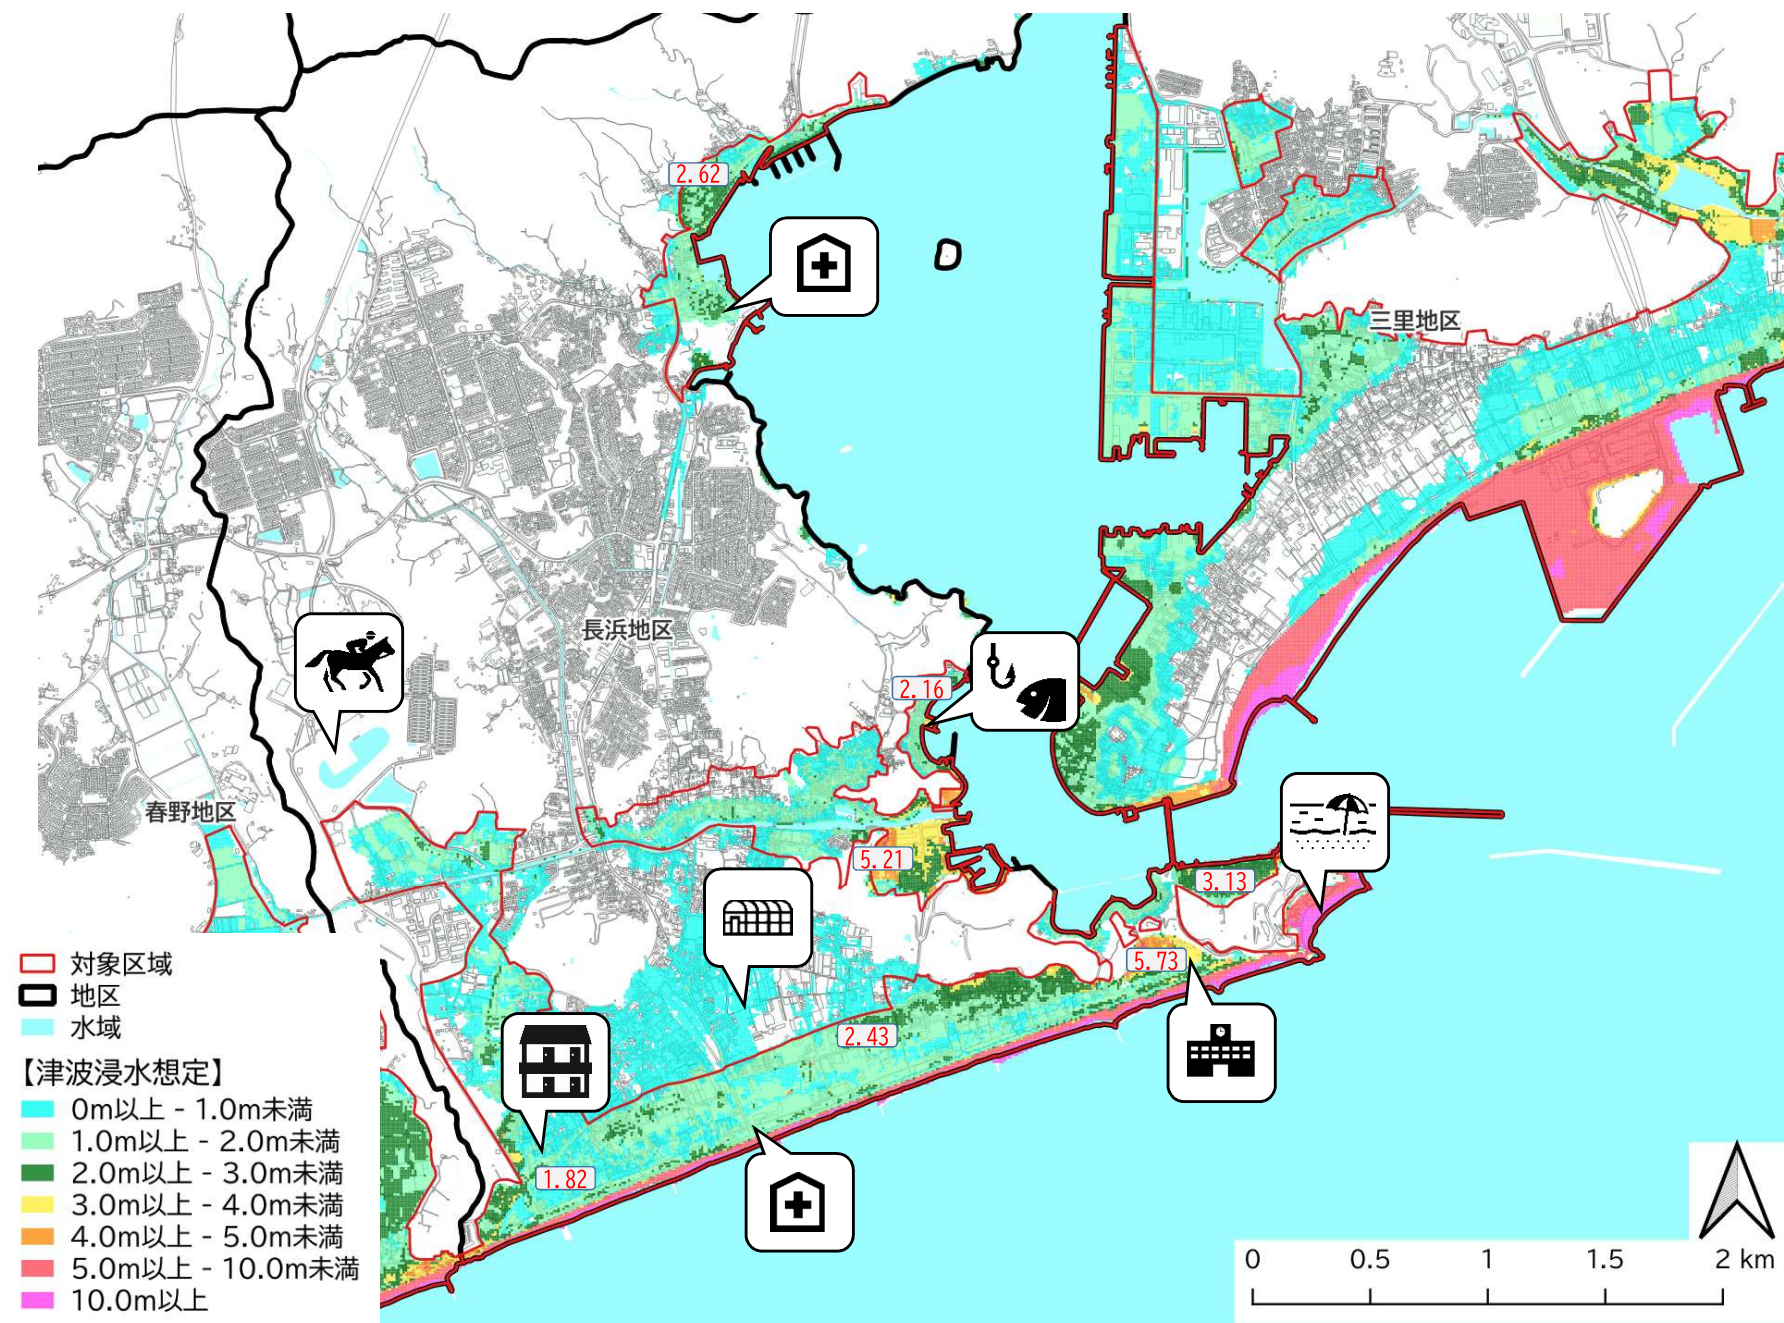 2.62
三里地区
長浜地区
2.16
春野地区
5.21
3.13
5.73
2.43
1.82
対象区域
地区
水域
【津波浸水想定】
0m以上 - 1.0m未満
1.0m以上 - 2.0m未満
2.0m以上 - 3.0m未満
3.0m以上 - 4.0m未満
4.0m以上 - 5.0m未満
5.0m以上 - 10.0m未満
10.0m以上
0 0.5 1 1.5 2 km